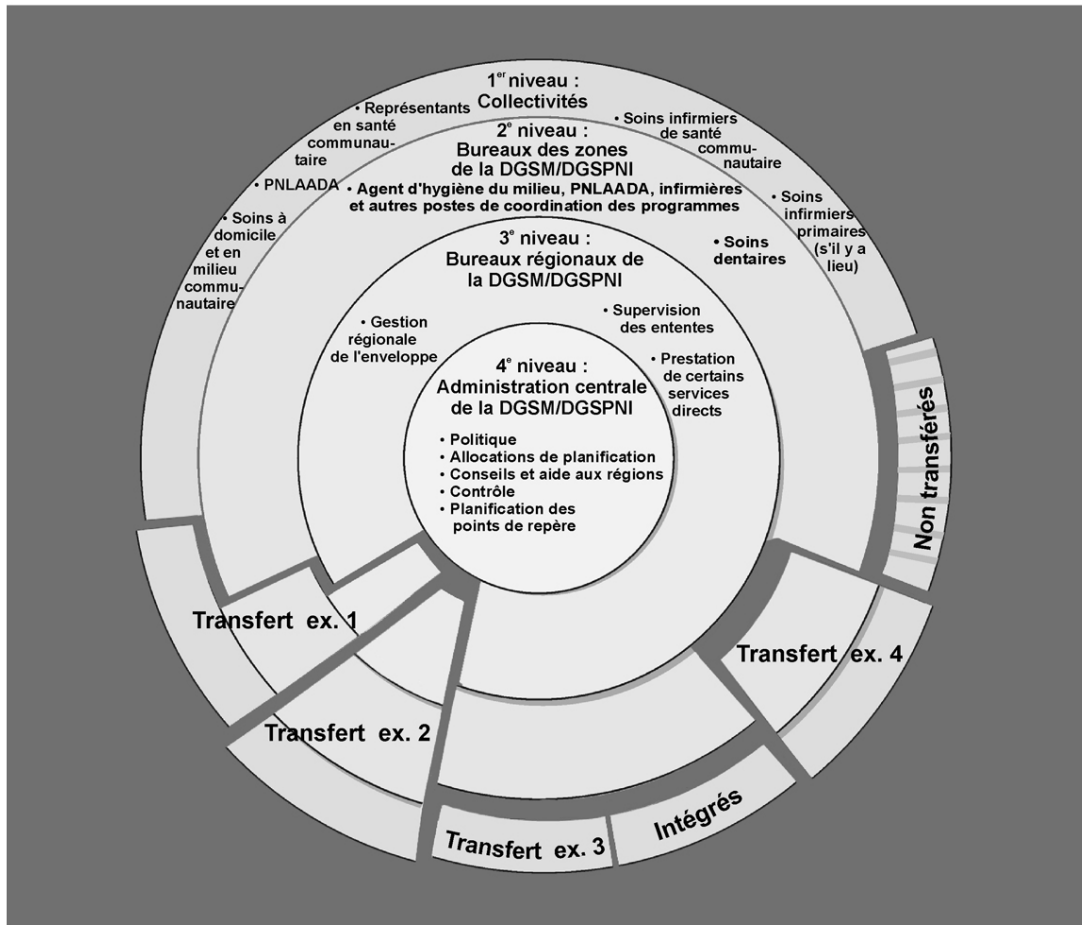 1er niveau :
Collectivités
• Représentants
en santé
communau-
taire
• PNLAADA
• Soins à
domicile
et en
milieu
commu-
nautaire
• Soins infirmiers
de santé
commu-
nautaire
• Soins
infirmiers
primaires
(s'il y a
lieu)
2e niveau :
Bureaux des zones
de la DGSM/DGSPNI
• Agent d'hygiène du milieu, PNLAADA, infirmières
et autres postes de coordination des programmes
• Soins
dentaires
3e niveau :
Bureaux régionaux de
la DGSM/DGSPNI
• Gestion
régionale
de l'enveloppe
• Supervision
des ententes
• Prestation
de certains
services
directs
4e niveau :
Administration centrale
de la DGSM/DGSPNI
• Politique
• Allocations de planification
• Conseils et aide aux régions
• Contrôle
• Planification des
points de repère
Non transférés
Transfert ex. 1
Transfert ex. 2
Transfert ex. 3
Intégrés
Transfert ex. 4